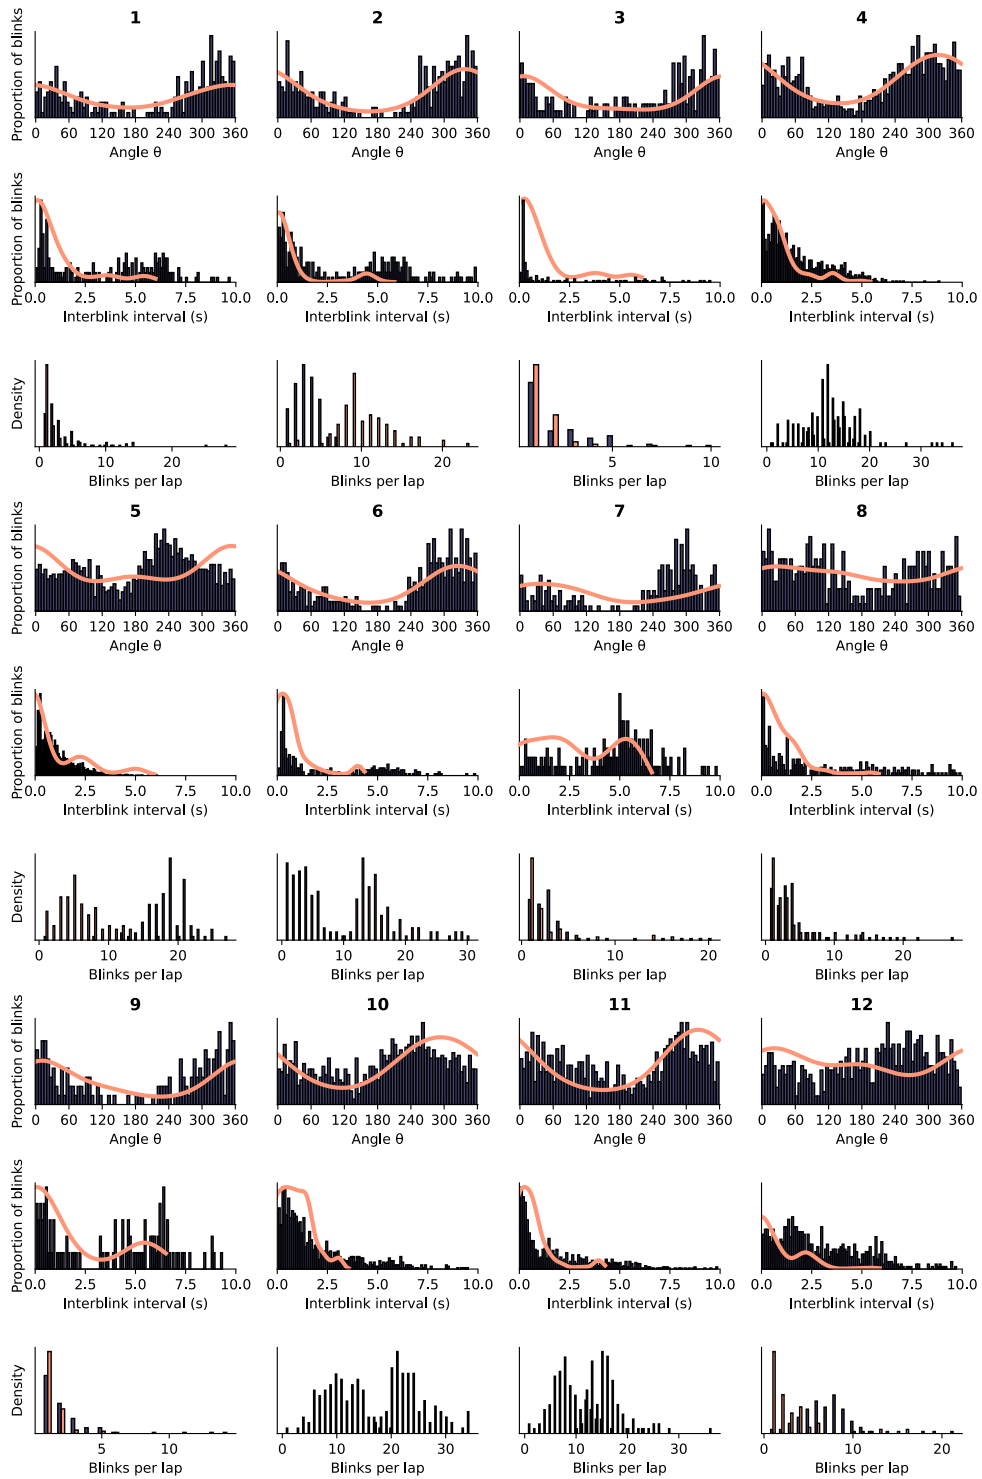 1 2 3 4
Proportion of blinks
0 60 120 180 240 300 360 0 60 120 180 240 300 360 0 60 120 180 240 300 360 0 60 120 180 240 300 360
Angle θ Angle θ Angle θ Angle θ
Proportion of blinks
0.0 2.5 5.0 7.5 10.0 0.0 2.5 5.0 7.5 10.0 0.0 2.5 5.0 7.5 10.0 0.0 2.5 5.0 7.5 10.0
Interblink interval (s) Interblink interval (s) Interblink interval (s) Interblink interval (s)
Density
0 10 20 0 10 20 5 10 0 10 20 30
Blinks per lap Blinks per lap Blinks per lap Blinks per lap
5 6 7 8
Proportion of blinks
0 60 120 180 240 300 360 0 60 120 180 240 300 360 0 60 120 180 240 300 360 0 60 120 180 240 300 360
Angle θ Angle θ Angle θ Angle θ
Proportion of blinks
0.0 2.5 5.0 7.5 10.0 0.0 2.5 5.0 7.5 10.0 0.0 2.5 5.0 7.5 10.0 0.0 2.5 5.0 7.5 10.0
Interblink interval (s) Interblink interval (s) Interblink interval (s) Interblink interval (s)
Density
0 10 20 0 10 20 30 0 10 20 0 10 20
Blinks per lap Blinks per lap Blinks per lap Blinks per lap
9 10 11 12
Proportion of blinks
0 60 120 180 240 300 360 0 60 120 180 240 300 360 0 60 120 180 240 300 360 0 60 120 180 240 300 360
Angle θ Angle θ Angle θ Angle θ
Proportion of blinks
0.0 2.5 5.0 7.5 10.0 0.0 2.5 5.0 7.5 10.0 0.0 2.5 5.0 7.5 10.0 0.0 2.5 5.0 7.5 10.0
Interblink interval (s) Interblink interval (s) Interblink interval (s) Interblink interval (s)
Density
5 10 0 10 20 30 0 10 20 30 0 10 20
Blinks per lap Blinks per lap Blinks per lap Blinks per lap